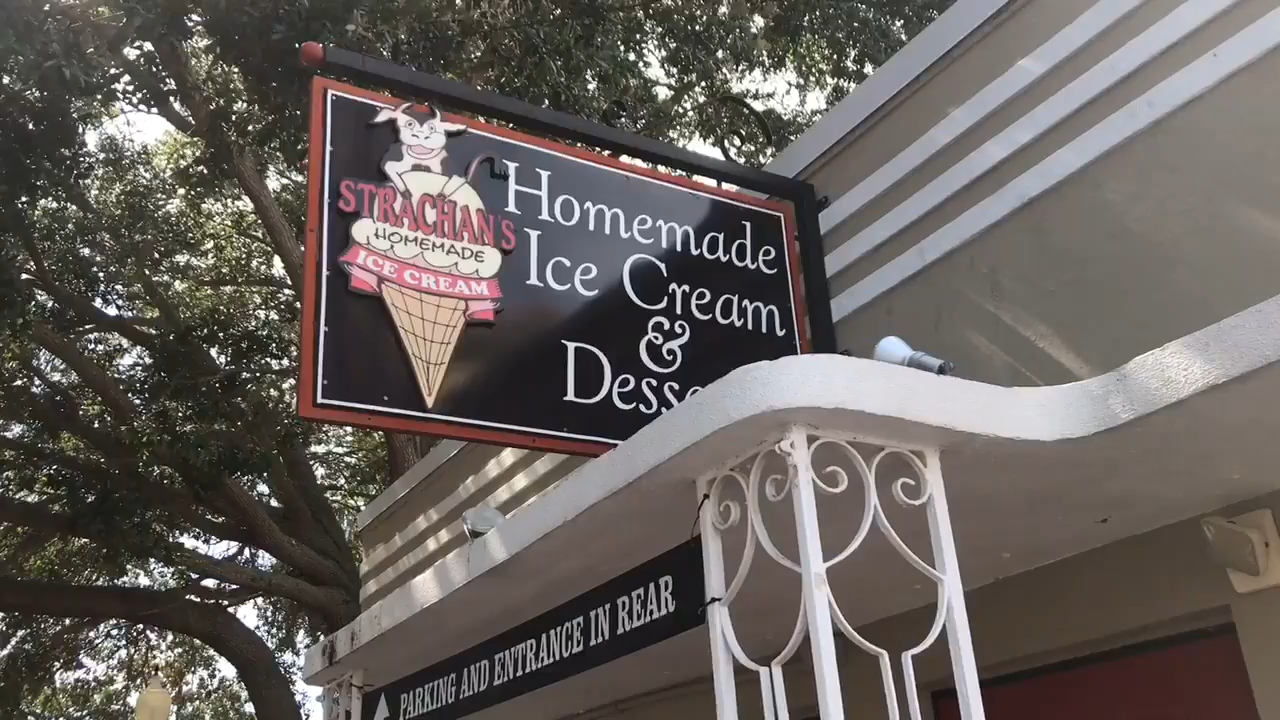 STRACHAN'S
HOMEMADE
ICE CREAM
Homemade
Ice Cream
&
PARKING AND ENTRANCE IN REAR